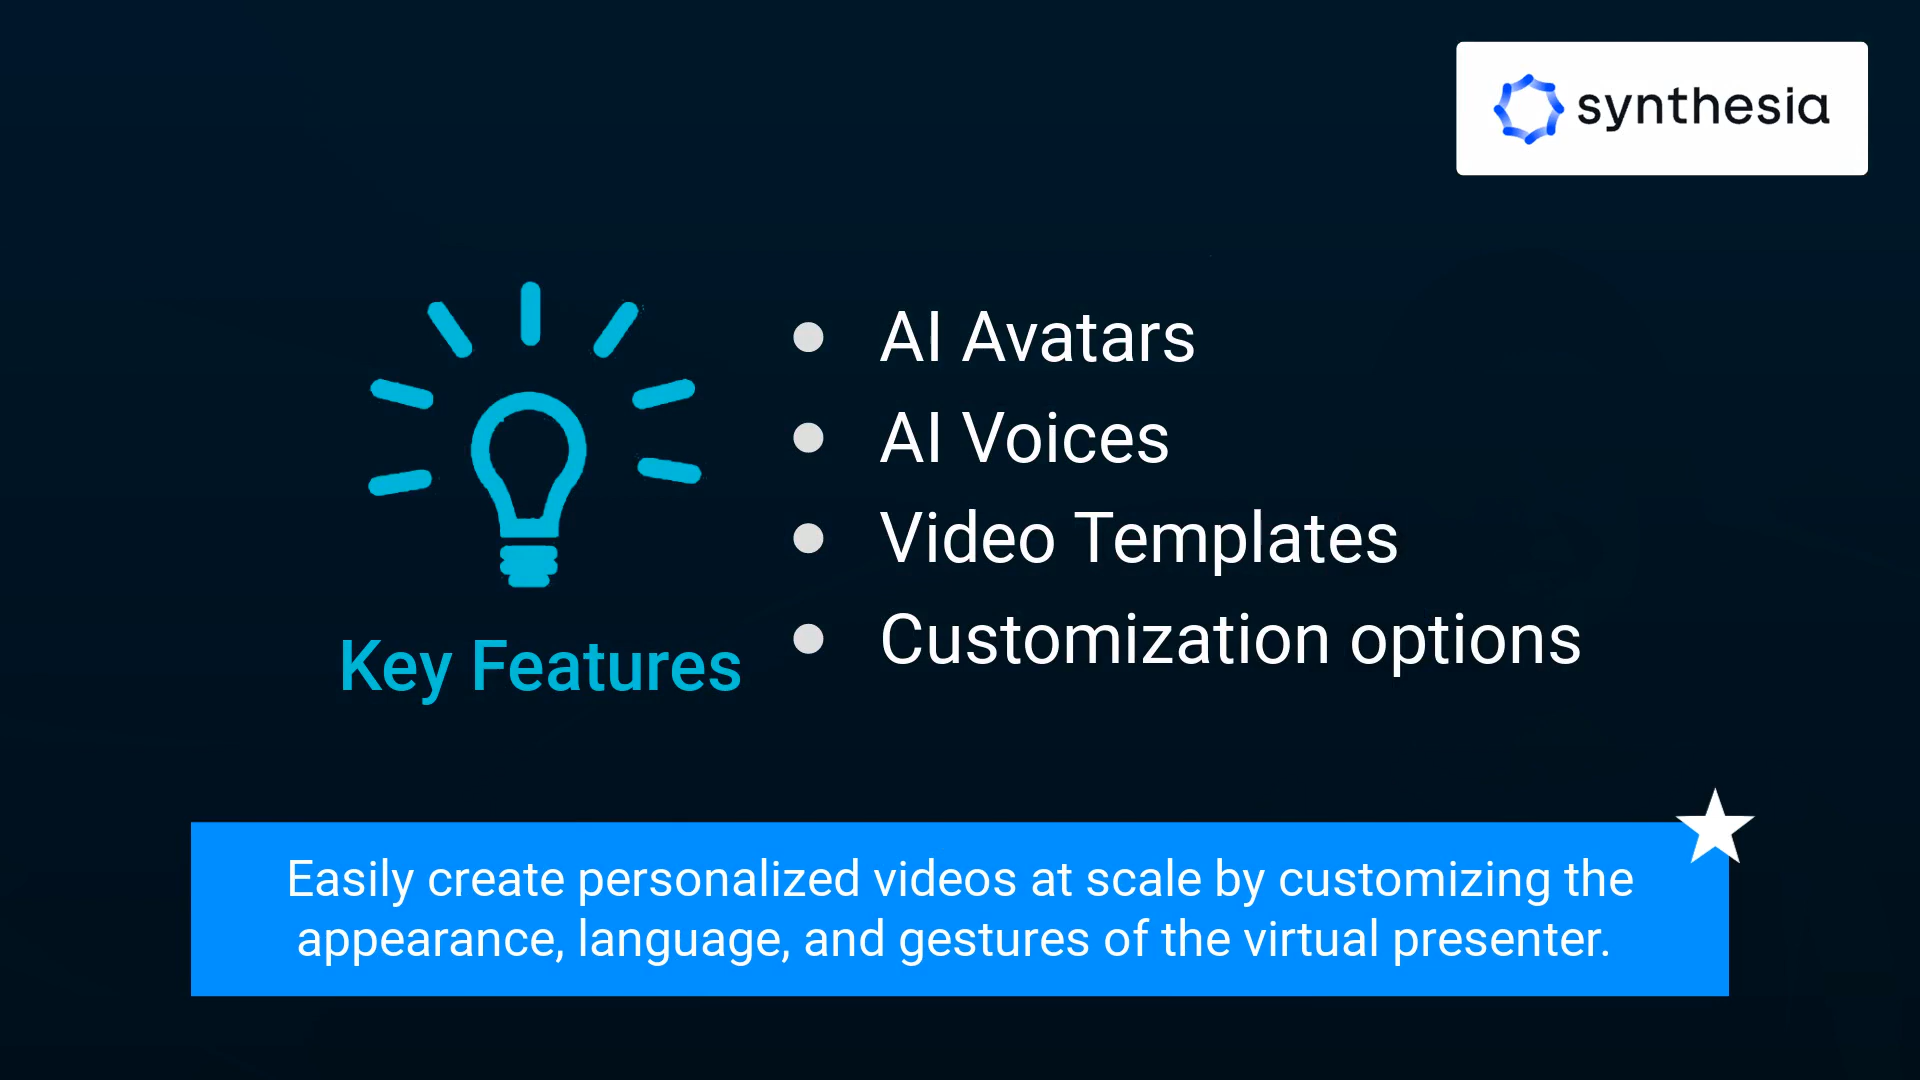 synthesia
AI Avatars
AI Voices
Video Templates
Customization options
Key Features
Easily create personalized videos at scale by customizing the
appearance, language, and gestures of the virtual presenter.